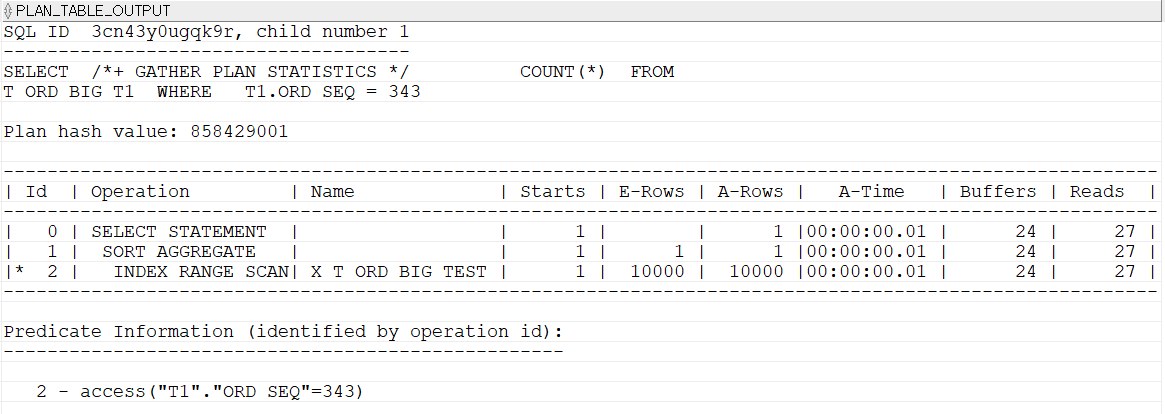 PLAN_TABLE_OUTPUT
SQL ID  3cn43y0ugqk9r, child number 1
-------------------------------------
SELECT  /*+ GATHER PLAN STATISTICS */          COUNT(*)  FROM
T ORD BIG T1  WHERE   T1.ORD SEQ = 343

Plan hash value: 858429001

-----------------------------------------------------------------------------------------------------------
| Id  | Operation         | Name             | Starts | E-Rows | A-Rows |   A-Time   | Buffers | Reads  |
-----------------------------------------------------------------------------------------------------------
|   0 | SELECT STATEMENT  |                  |      1 |        |      1 |00:00:00.01 |      24 |     27 |
|   1 |  SORT AGGREGATE   |                  |      1 |      1 |      1 |00:00:00.01 |      24 |     27 |
|*  2 |   INDEX RANGE SCAN| X T ORD BIG TEST |      1 |  10000 |  10000 |00:00:00.01 |      24 |     27 |
-----------------------------------------------------------------------------------------------------------

Predicate Information (identified by operation id):
---------------------------------------------------

   2 - access("T1"."ORD SEQ"=343)